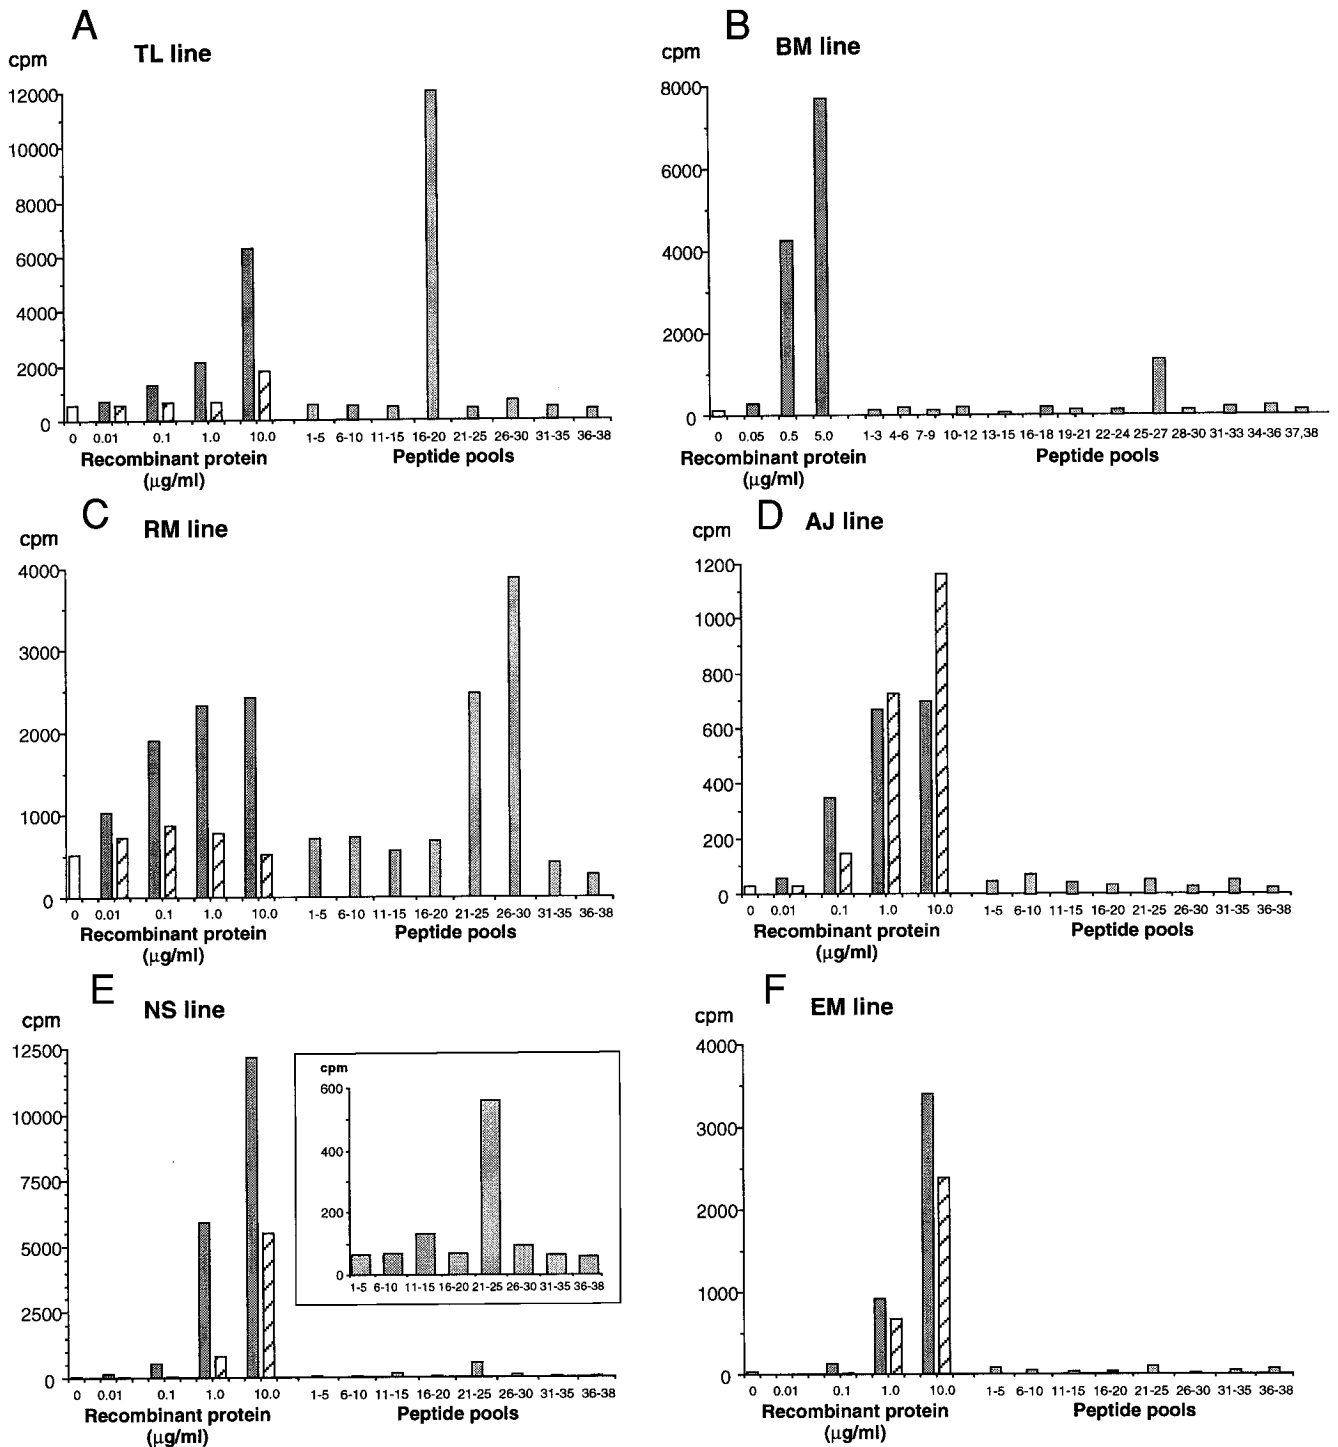 A
TL line
cpm
12000
10000
8000
6000
4000
2000
0
0 0.01 0.1 1.0 10.0 1-5 6-10 11-15 16-20 21-25 26-30 31-35 36-38
Recombinant protein Peptide pools
(μg/ml)
B
BM line
cpm
8000
6000
4000
2000
0
0 0.05 0.5 5.0 1-3 4-6 7-9 10-12 13-15 16-18 19-21 22-24 25-27 28-30 31-33 34-36 37,38
Recombinant protein Peptide pools
(μg/ml)
C
RM line
cpm
4000
3000
2000
1000
0
0 0.01 0.1 1.0 10.0 1-5 6-10 11-15 16-20 21-25 26-30 31-35 36-38
Recombinant protein Peptide pools
(μg/ml)
D
AJ line
cpm
1200
1000
800
600
400
200
0
0 0.01 0.1 1.0 10.0 1-5 6-10 11-15 16-20 21-25 26-30 31-35 36-38
Recombinant protein Peptide pools
(μg/ml)
E
NS line
cpm
12500
10000
7500
5000
2500
0
cpm
600
400
200
0
1-5 6-10 11-15 16-20 21-25 26-30 31-35 36-38
0 0.01 0.1 1.0 10.0 1-5 6-10 11-15 16-20 21-25 26-30 31-35 36-38
Recombinant protein Peptide pools
(μg/ml)
F
EM line
cpm
4000
3000
2000
1000
0
0 0.01 0.1 1.0 10.0 1-5 6-10 11-15 16-20 21-25 26-30 31-35 36-38
Recombinant protein Peptide pools
(μg/ml)